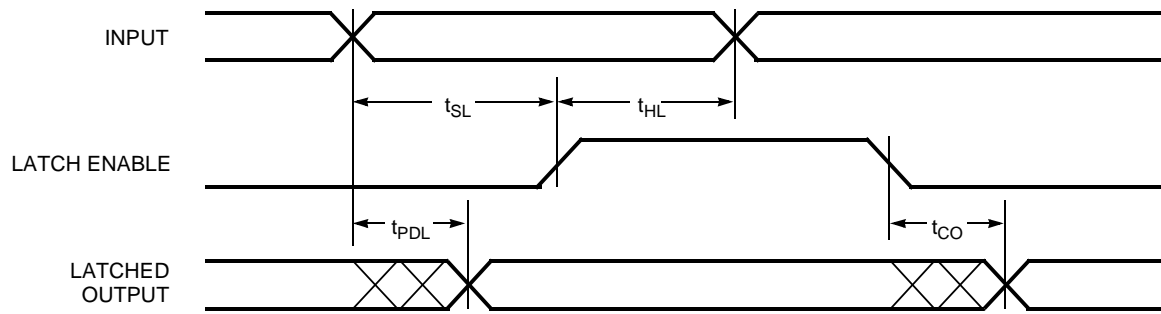 INPUT
tSL
tHL
LATCH ENABLE
tPDL
tCO
LATCHED
OUTPUT